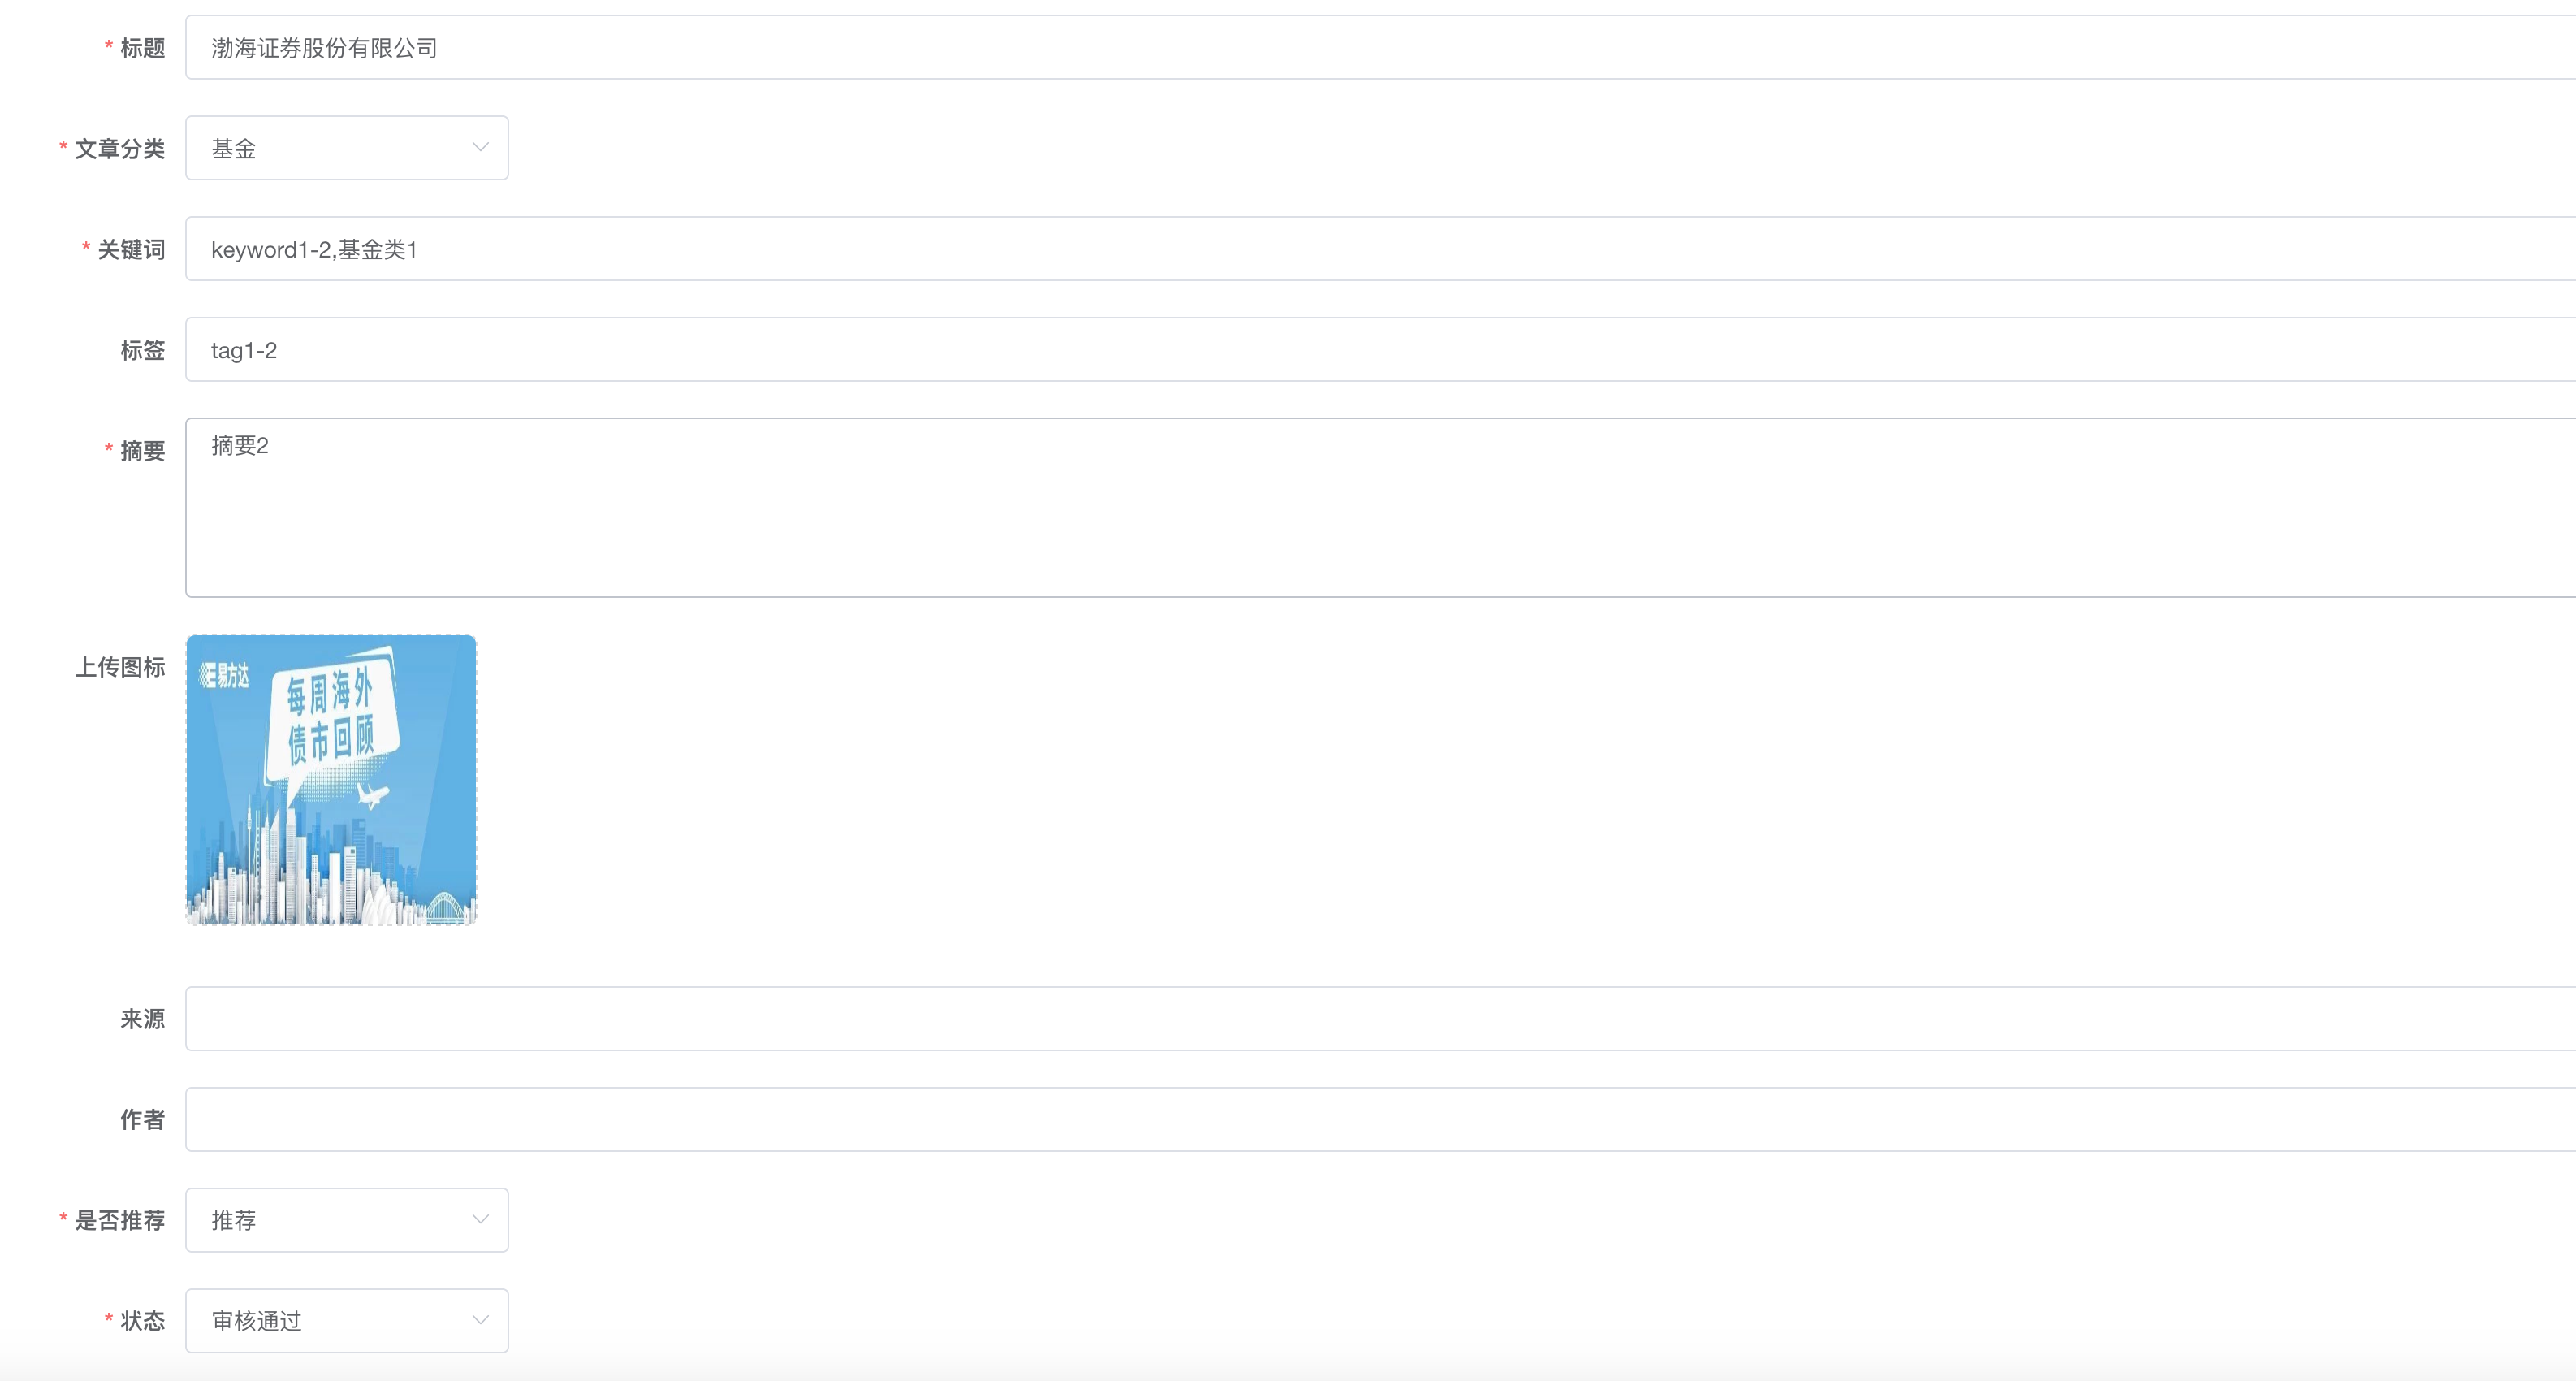 * 标题 渤海证券股份有限公司
* 文章分类 基金
* 关键词 keyword1-2,基金类1
标签 tag1-2
* 摘要 摘要2
上传图标
易方达
每周海外
债市回顾
来源
作者
* 是否推荐 推荐
* 状态 审核通过